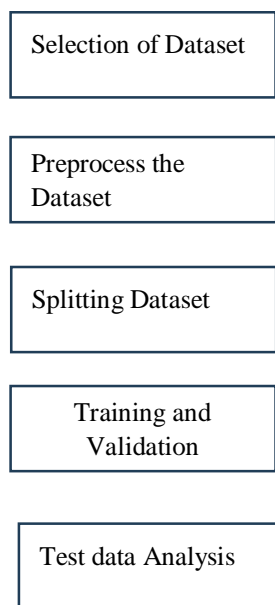 Selection of Dataset
Preprocess the
Dataset
Splitting Dataset
Training and
Validation
Test data Analysis